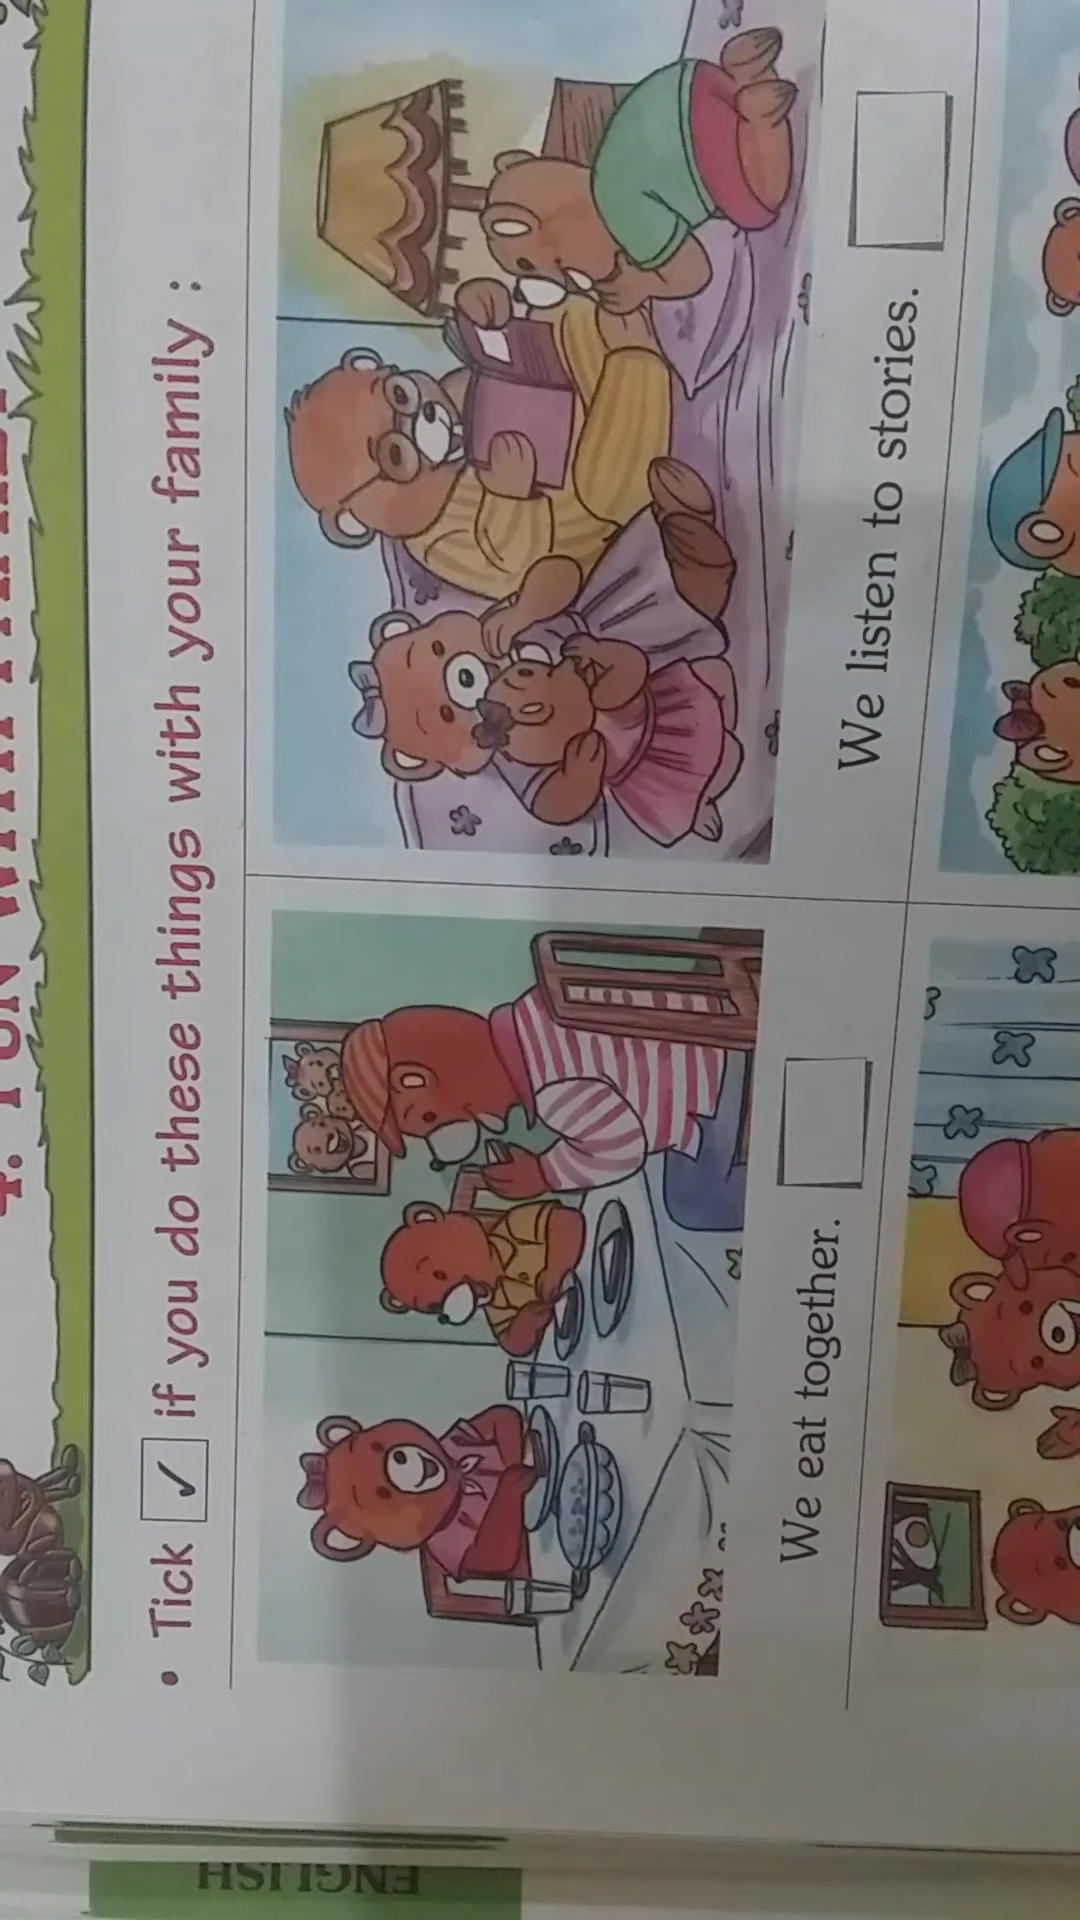 • Tick ✓ if you do these things with your family :
We eat together.
We listen to stories.
ENGLISH